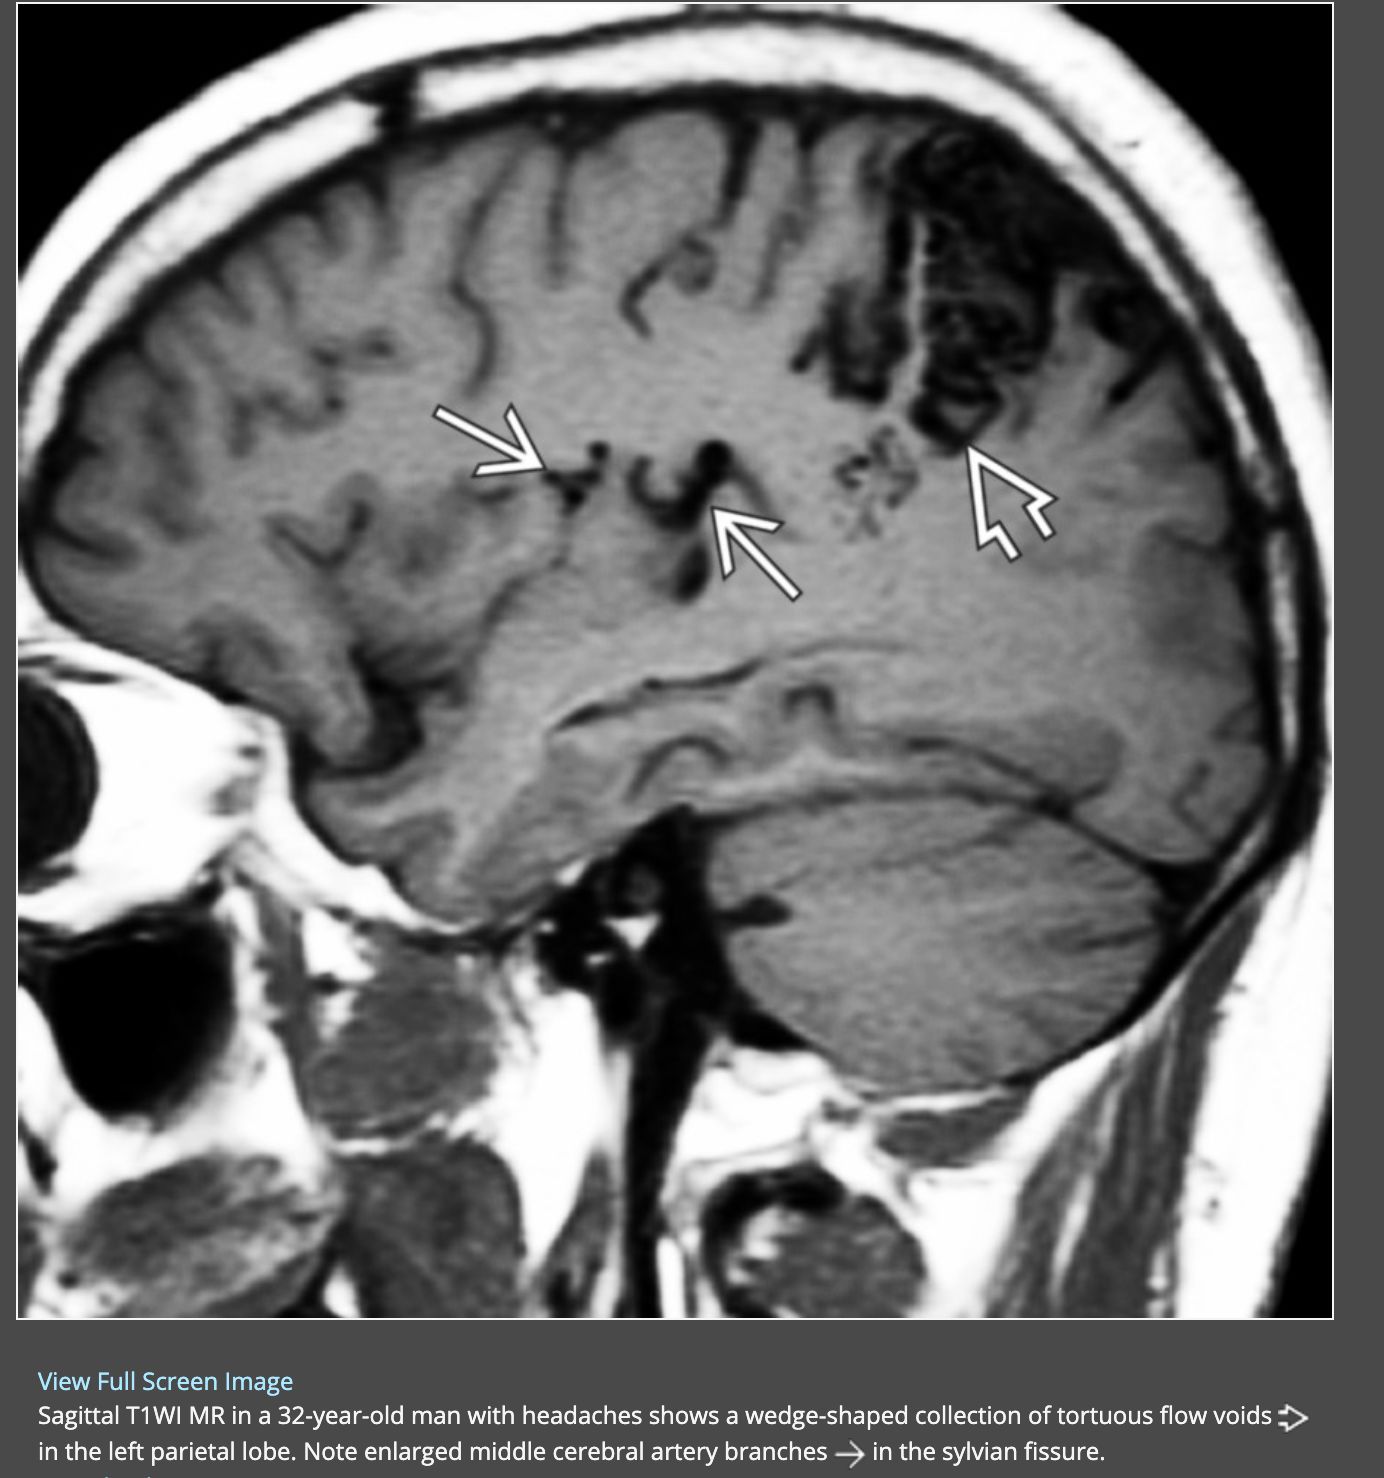 View Full Screen Image
Sagittal T1WI MR in a 32-year-old man with headaches shows a wedge-shaped collection of tortuous flow voids
in the left parietal lobe. Note enlarged middle cerebral artery branches → in the sylvian fissure.